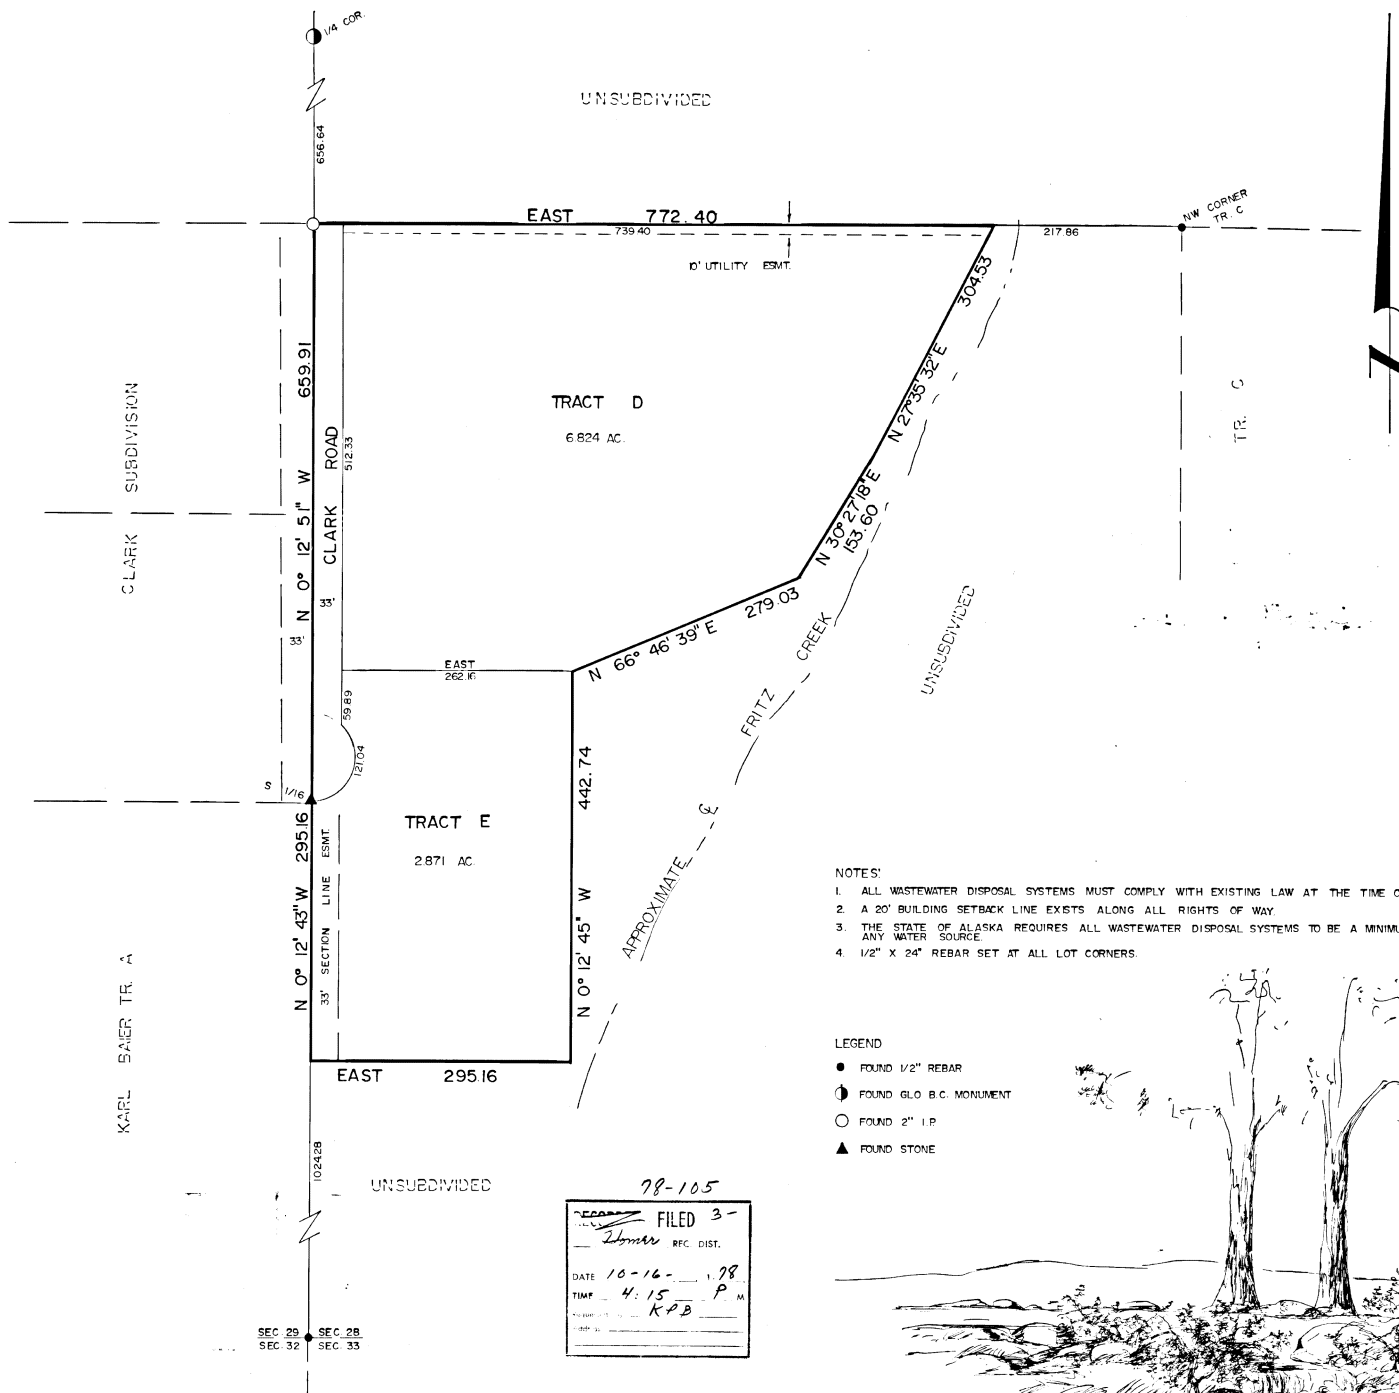 1/4 COR.
UNSUBDIVIDED
656.64
NW CORNER
TR. C
EAST 772.40
739.40
217.86
10' UTILITY ESMT.
304.53
N 27° 35' 32" E
659.91
N 0° 12' 51" W
CLARK ROAD
512.33
CLARK SUBDIVISION
TRACT D
6.824 AC.
TR. C
N 30° 27' 18" E
153.60
33'
33'
279.03
N 66° 46' 39" E
EAST
262.16
FRITZ CREEK
UNSUBDIVIDED
59.89
121.04
S 1/16
442.74
N 0° 12' 45" W
TRACT E
2.871 AC.
295.16
N 0° 12' 43" W
33' SECTION LINE ESMT.
APPROXIMATE ℄
KARL BAIER TR. A
EAST 295.16
NOTES:
1. ALL WASTEWATER DISPOSAL SYSTEMS MUST COMPLY WITH EXISTING LAW AT THE TIME
2. A 20' BUILDING SETBACK LINE EXISTS ALONG ALL RIGHTS OF WAY.
3. THE STATE OF ALASKA REQUIRES ALL WASTEWATER DISPOSAL SYSTEMS TO BE A MINIMU
ANY WATER SOURCE.
4. 1/2" X 24" REBAR SET AT ALL LOT CORNERS.
LEGEND
FOUND 1/2" REBAR
FOUND GLO B.C. MONUMENT
FOUND 2" I.P.
FOUND STONE
1024.28
UNSUBDIVIDED
78-105
FILED 3-
Homer REC. DIST.
DATE 10-16- 1978
TIME 4:15 P M
KPB
SEC. 29 SEC. 28
SEC. 32 SEC. 33